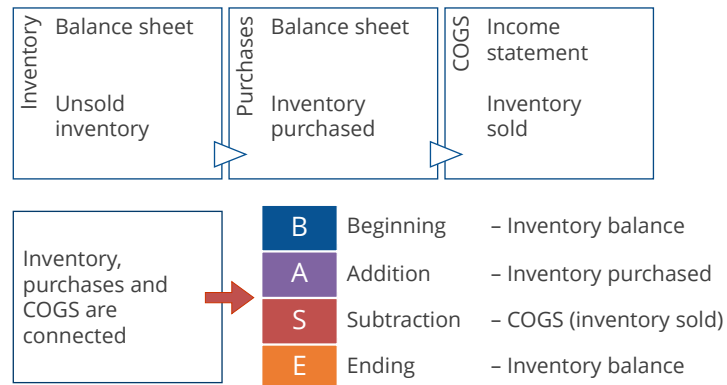 Inventory
Balance sheet
Unsold
inventory
Purchases
Balance sheet
Inventory
purchased
COGS
Income
statement
Inventory
sold
Inventory,
purchases and
COGS are
connected
B Beginning – Inventory balance
A Addition – Inventory purchased
S Subtraction – COGS (inventory sold)
E Ending – Inventory balance